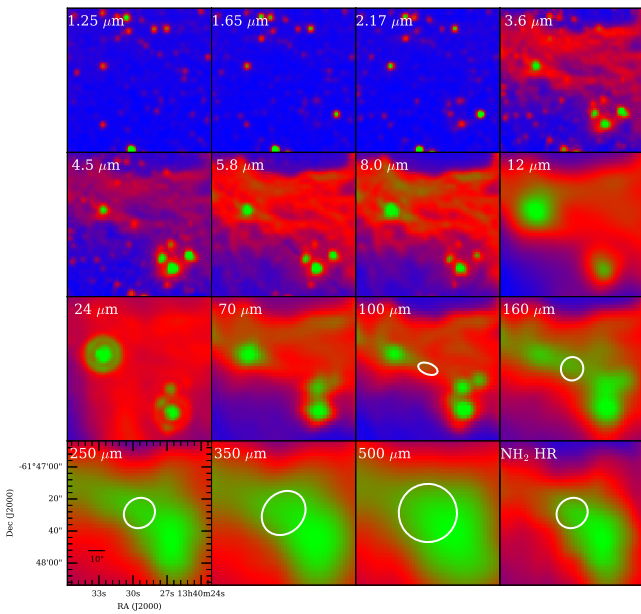 1.25 μm 1.65 μm 2.17 μm 3.6 μm
4.5 μm 5.8 μm 8.0 μm 12 μm
24 μm 70 μm 100 μm 160 μm
250 μm 350 μm 500 μm NH₂ HR
-61°47'00"
20"
40"
48'00"
Dec (J2000)
10"
33s 30s 27s 13h40m24s
RA (J2000)